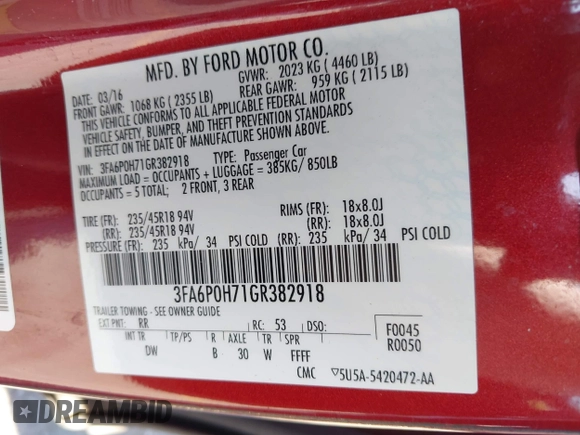 MFD. BY FORD MOTOR CO.
DATE: 03/16 GVWR: 2023 KG ( 4460 LB)
FRONT GAWR: 1068 KG ( 2355 LB) REAR GAWR: 959 KG ( 2115 LB)
THIS VEHICLE CONFORMS TO ALL APPLICABLE FEDERAL MOTOR
VEHICLE SAFETY, BUMPER, AND THEFT PREVENTION STANDARDS
IN EFFECT ON THE DATE OF MANUFACTURE SHOWN ABOVE.
VIN: 3FA6P0H71GR382918 TYPE: Passenger Car
MAXIMUM LOAD = OCCUPANTS + LUGGAGE = 385KG/ 850LB
OCCUPANTS = 5 TOTAL; 2 FRONT, 3 REAR
TIRE (FR): 235/45R18 94V RIMS (FR): 18x8.0J
(RR): 235/45R18 94V (RR): 18x8.0J
PRESSURE (FR): 235 kPa/ 34 PSI COLD (RR): 235 kPa/ 34 PSI COLD
3FA6P0H71GR382918
TRAILER TOWING - SEE OWNER GUIDE
EXT PNT: RR RC: 53 DSO: F0045
INT TR TP/PS R AXLE TR SPR R0050
DW B 30 W FFFF
CMC 5U5A-5420472-AA
DREAMBID